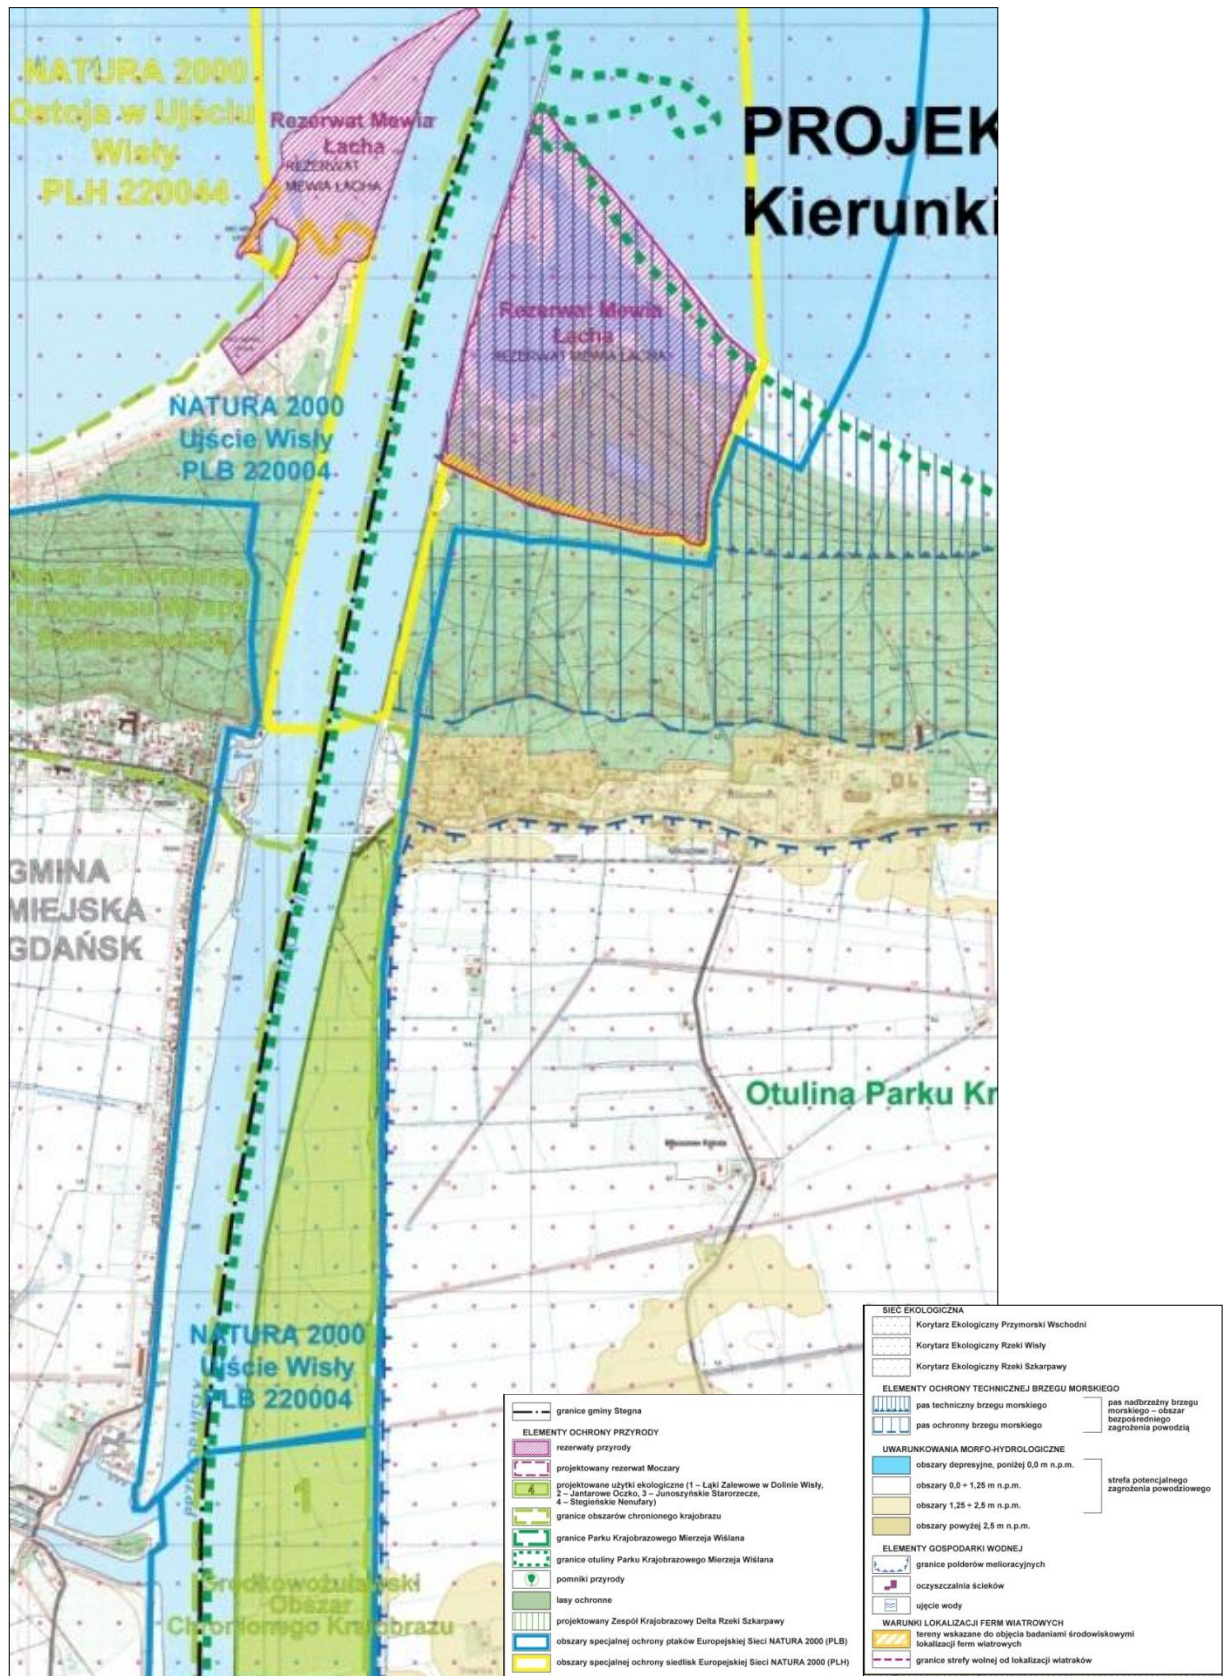 NATURA 2000
Ostoja w Ujściu
Wisły
PLH 220044
Rezerwat Mewia
Łacha
REZERWAT
MEWIA ŁACHA
PROJEK
Kierunki
Rezerwat Mewia
Łacha
REZERWAT MEWIA ŁACHA
NATURA 2000
Ujście Wisły
PLB 220004
GMINA
MIEJSKA
GDAŃSK
Otulina Parku Kr
NATURA 2000
Ujście Wisły
PLB 220004
PRZEKOP WISŁY
1
Środkowożuławski
Obszar
Chronionego Krajobrazu
granice gminy Stegna
ELEMENTY OCHRONY PRZYRODY
rezerwaty przyrody
projektowany rezerwat Moczary
4
projektowane użytki ekologiczne (1 – Łąki Zalewowe w Dolinie Wisły,
2 – Jantarowe Oczko, 3 – Junoszyńskie Starorzecze,
4 – Stegieńskie Nenufary)
granice obszarów chronionego krajobrazu
granice Parku Krajobrazowego Mierzeja Wiślana
granice otuliny Parku Krajobrazowego Mierzeja Wiślana
pomniki przyrody
lasy ochronne
projektowany Zespół Krajobrazowy Delta Rzeki Szkarpawy
obszary specjalnej ochrony ptaków Europejskiej Sieci NATURA 2000 (PLB)
obszary specjalnej ochrony siedlisk Europejskiej Sieci NATURA 2000 (PLH)
SIEĆ EKOLOGICZNA
Korytarz Ekologiczny Przymorski Wschodni
Korytarz Ekologiczny Rzeki Wisły
Korytarz Ekologiczny Rzeki Szkarpawy
ELEMENTY OCHRONY TECHNICZNEJ BRZEGU MORSKIEGO
pas techniczny brzegu morskiego
pas ochronny brzegu morskiego
pas nadbrzeżny brzegu
morskiego – obszar
bezpośredniego
zagrożenia powodzią
UWARUNKOWANIA MORFO-HYDROLOGICZNE
obszary depresyjne, poniżej 0,0 m n.p.m.
obszary 0,0 ÷ 1,25 m n.p.m.
obszary 1,25 ÷ 2,5 m n.p.m.
obszary powyżej 2,5 m n.p.m.
strefa potencjalnego
zagrożenia powodziowego
ELEMENTY GOSPODARKI WODNEJ
granice polderów melioracyjnych
oczyszczalnia ścieków
ujęcie wody
WARUNKI LOKALIZACJI FERM WIATROWYCH
tereny wskazane do objęcia badaniami środowiskowymi
lokalizacji ferm wiatrowych
granice strefy wolnej od lokalizacji wiatraków